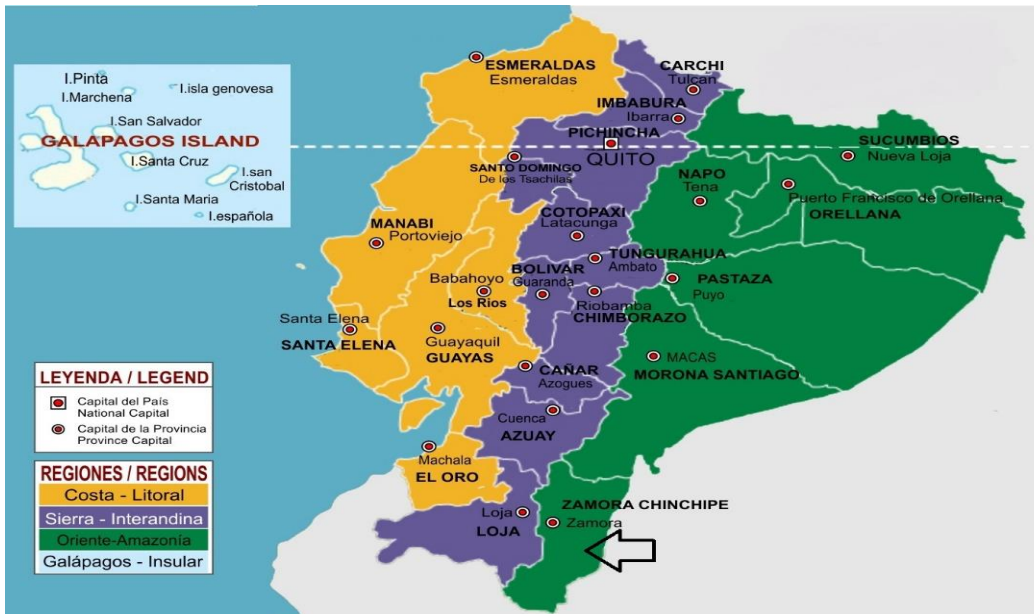 I.Pinta
I.Marchena
I.isla genovesa
I.San Salvador
GALAPAGOS ISLAND
I.Santa Cruz
I.san
Cristobal
I.Santa Maria
I.española
ESMERALDAS
Esmeraldas
CARCHI
Tulcan
IMBABURA
Ibarra
PICHINCHA
QUITO
SANTO DOMINGO
De los Tsachilas
SUCUMBIOS
Nueva Loja
NAPO
Tena
Puerto Francisco de Orellana
ORELLANA
MANABI
Portoviejo
COTOPAXI
Latacunga
TUNGURAHUA
Ambato
BOLIVAR
Guaranda
PASTAZA
Puyo
Babahoyo
Los Rios
Riobamba
CHIMBORAZO
Santa Elena
SANTA ELENA
Guayaquil
GUAYAS
MACAS
MORONA SANTIAGO
CAÑAR
Azogues
Cuenca
AZUAY
Machala
EL ORO
Loja
LOJA
ZAMORA CHINCHIPE
Zamora
LEYENDA / LEGEND
Capital del País
National Capital
Capital de la Provincia
Province Capital
REGIONES / REGIONS
Costa - Litoral
Sierra - Interandina
Oriente-Amazonía
Galápagos - Insular